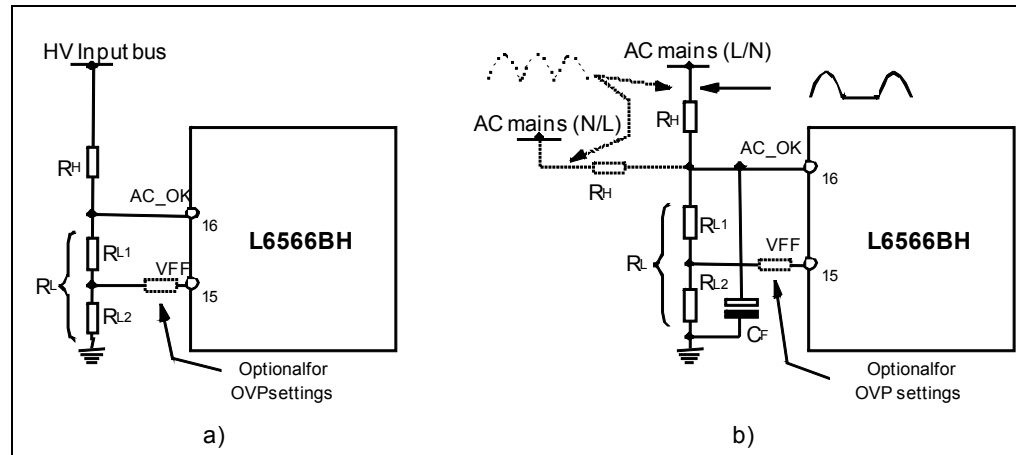 HV Input bus
RH
AC_OK
16
RL1
VFF
RL
15
RL2
L6566BH
Optionalfor
OVPsettings
a)
AC mains (L/N)
AC mains (N/L)
RH
RH
AC_OK
16
RL1
VFF
RL
15
RL2
CF
L6566BH
Optionalfor
OVP settings
b)